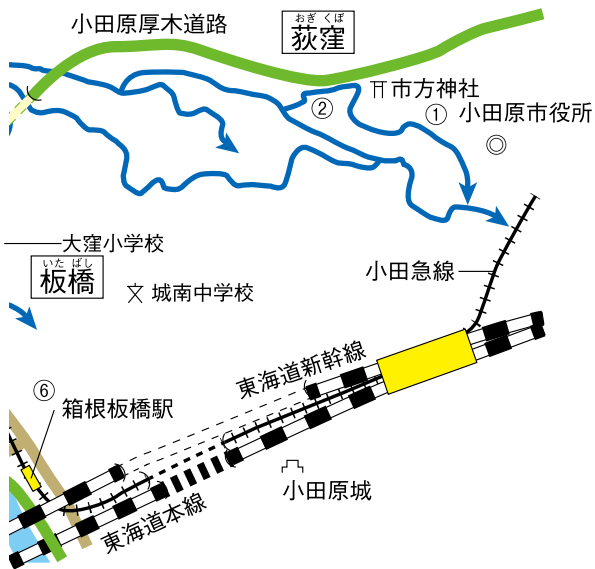 小田原厚木道路
おぎ くぼ
荻窪
②
市方神社
①
小田原市役所
大窪小学校
いた ばし
板橋
城南中学校
小田急線
東海道新幹線
⑥
箱根板橋駅
小田原城
東海道本線